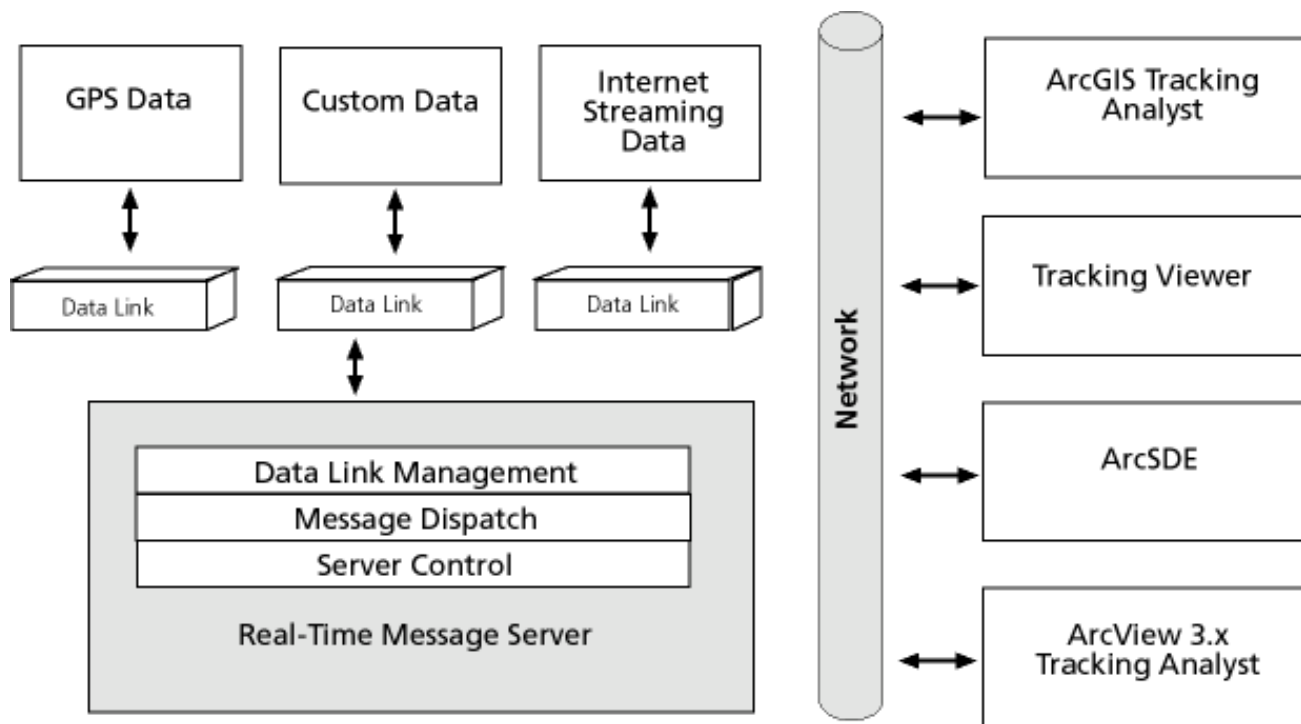 GPS Data
Custom Data
Internet
Streaming
Data
Data Link
Data Link
Data Link
Data Link Management
Message Dispatch
Server Control
Real-Time Message Server
Network
ArcGIS Tracking
Analyst
Tracking Viewer
ArcSDE
ArcView 3.x
Tracking Analyst